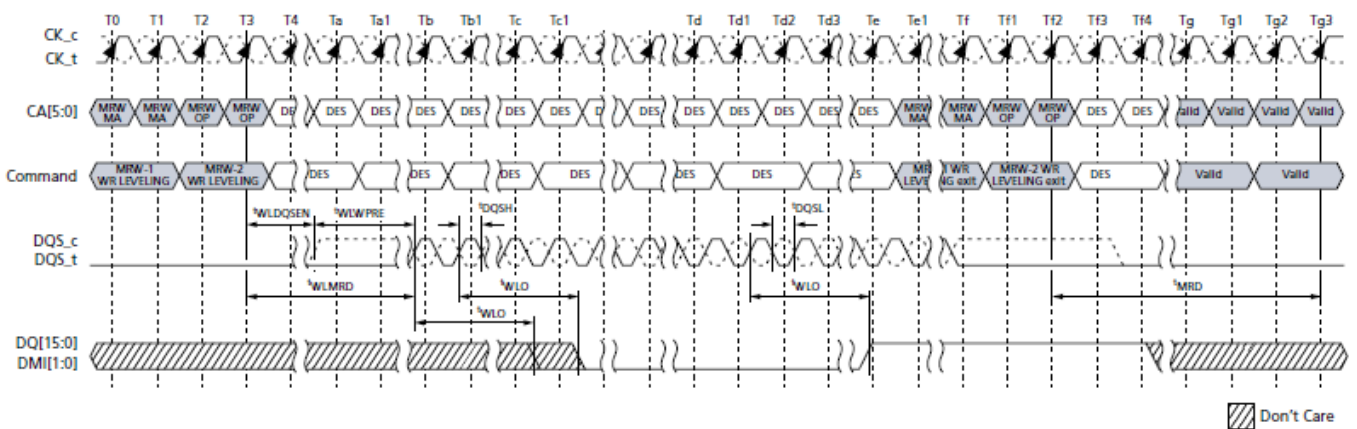 T0 T1 T2 T3 T4 Ta Ta1 Tb Tb1 Tc Tc1 Td Td1 Td2 Td3 Te Te1 Tf Tf1 Tf2 Tf3 Tf4 Tg Tg1 Tg2 Tg3
CK_c
CK_t
MRW MRW MRW MRW MRW MRW MRW MRW
CA[5:0] DES DES DES DES DES DES DES DES DES DES DES DES DES DES Valid Valid Valid
MA MA OP OP MA MA OP OP
MRW-1 MRW-2 MRW-2 WR
Command DES DES DES DES DES DES DES DES Valid Valid
WR LEVELING WR LEVELING LEVELING exit
tWLDQSEN tWLWPRE tDQSH tDQSL
DQS_c
DQS_t
tWLMRD tWLO tWLO tMRD
tWLO
DQ[15:0]
DMI[1:0]
Don't Care